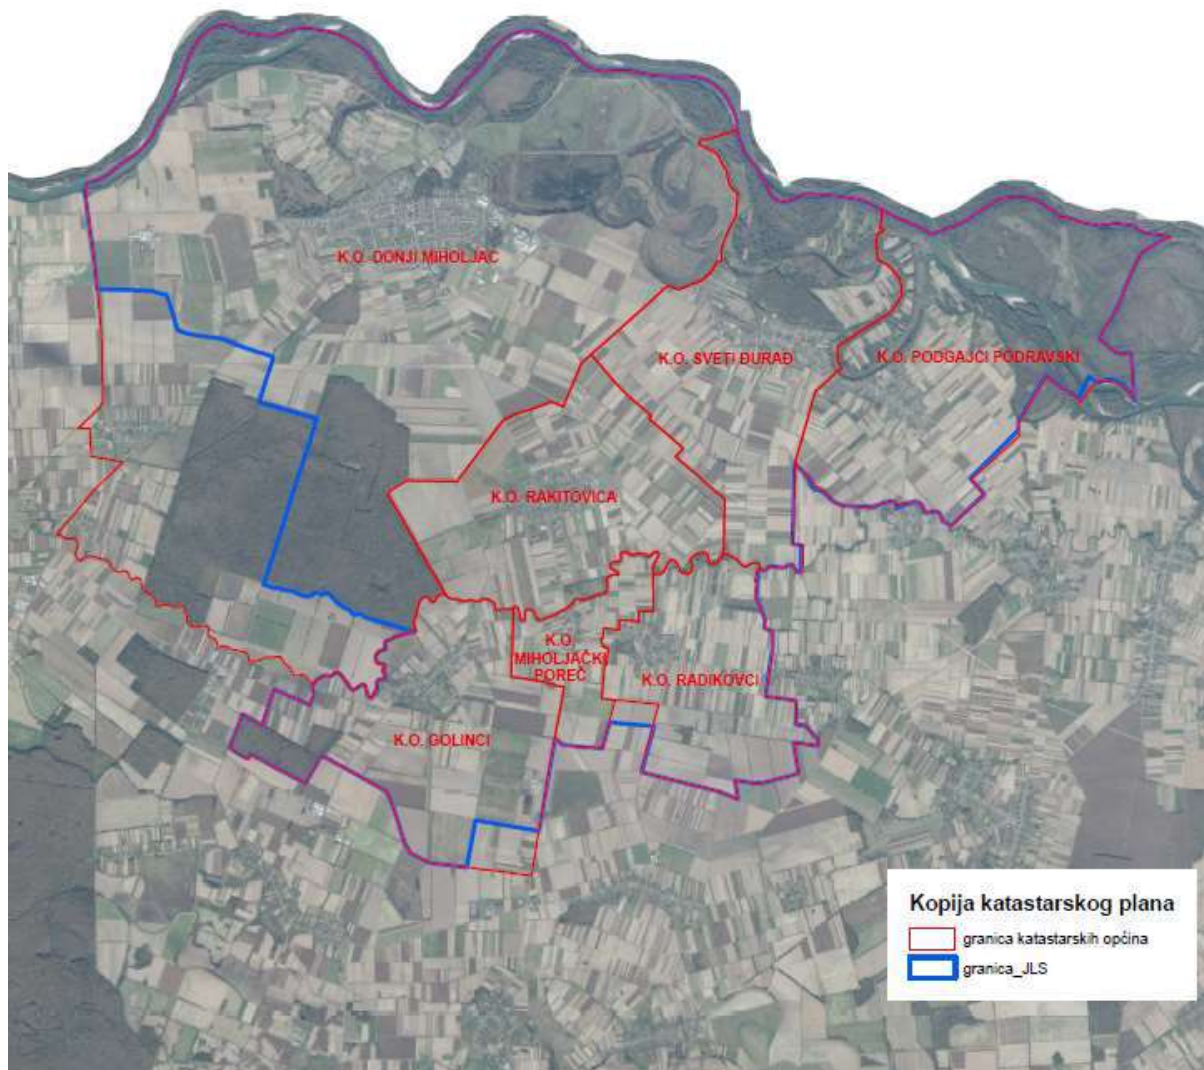 K.O. DONJI MIHOLJAC
K.O. SVETI ĐURAĐ
K.O. PODGAJCI PODRAVSKI
K.O. RAKITOVICA
K.O.
MIHOLJAČKI
POREČ
K.O. RADIKOVCI
K.O. GOLINCI
Kopija katastarskog plana
granica katastarskih općina
granica_JLS